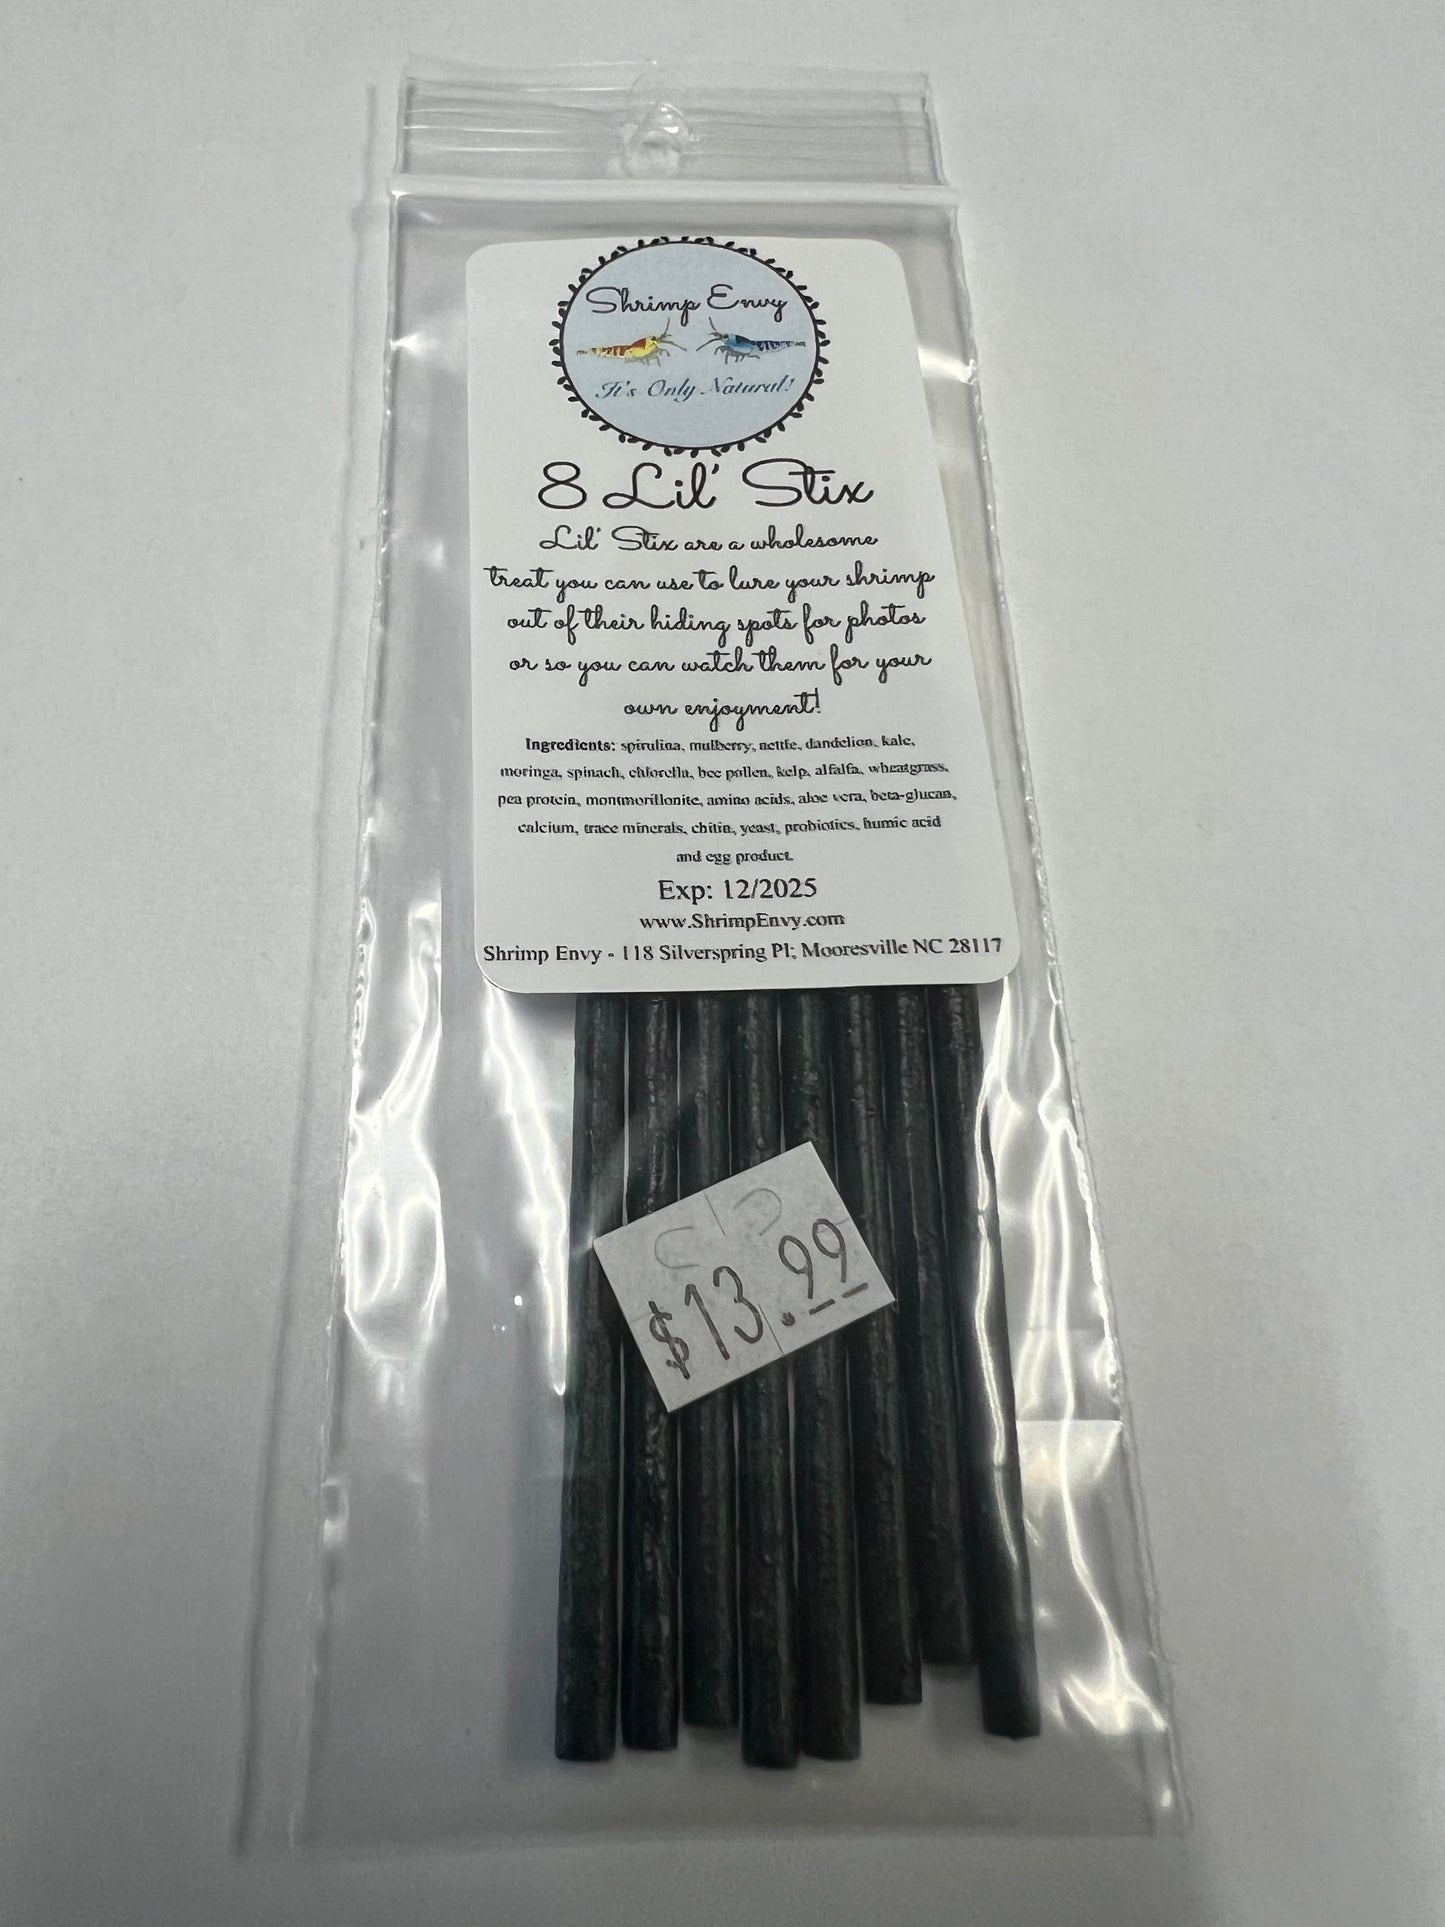 Shrimp Envy
It's Only Natural!
8 Lil' Stix
Lil' Stix are a wholesome
treat you can use to lure your shrimp
out of their hiding spots for photos
or so you can watch them for your
own enjoyment!
Ingredients: spirulina, mulberry, nettle, dandelion, kale,
moringa, spinach, chlorella, bee pollen, kelp, alfalfa, wheatgrass,
pea protein, montmorillonite, amino acids, aloe vera, beta-glucan,
calcium, trace minerals, chitin, yeast, probiotics, humic acid
and egg product.
Exp: 12/2025
www.ShrimpEnvy.com
Shrimp Envy - 118 Silverspring Pl; Mooresville NC 28117
$13.99